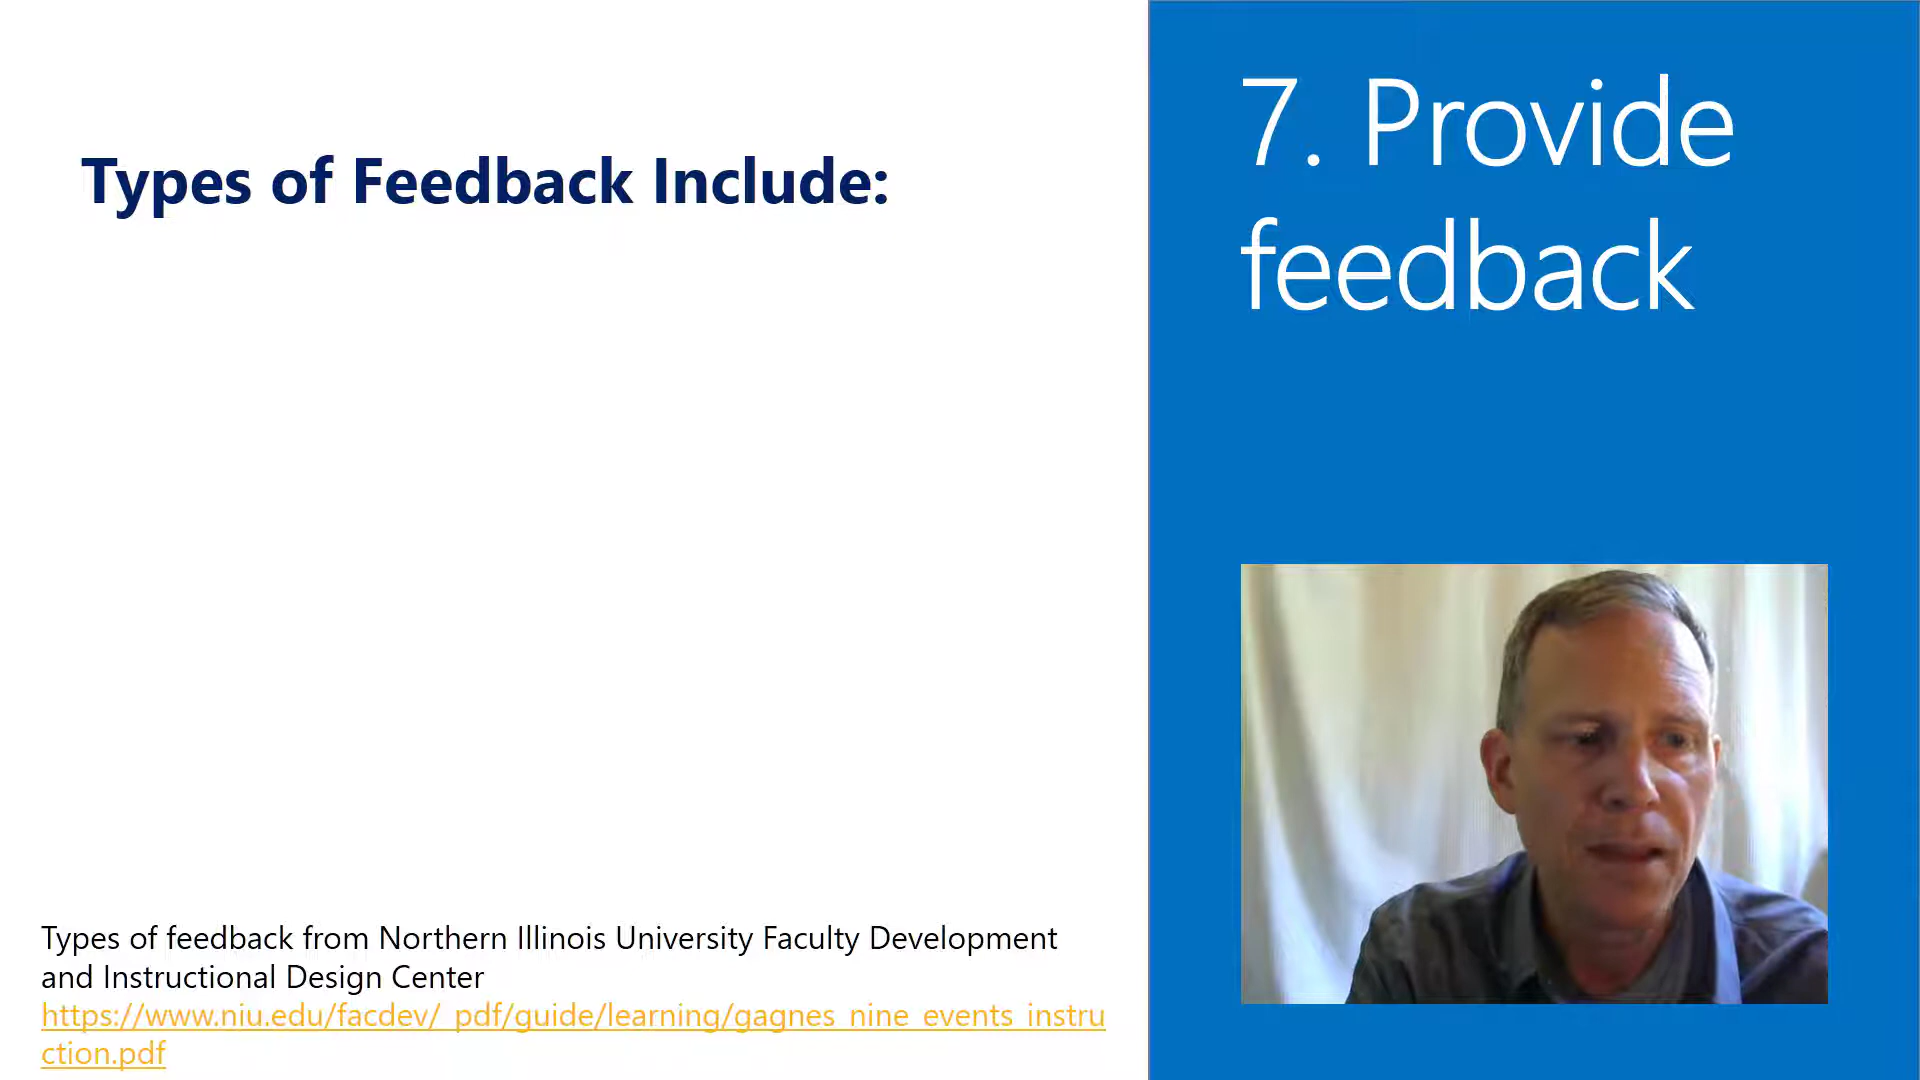 Types of Feedback Include:
7. Provide
feedback
Types of feedback from Northern Illinois University Faculty Development
and Instructional Design Center
https://www.niu.edu/facdev/_pdf/guide/learning/gagnes_nine_events_instru
ction.pdf